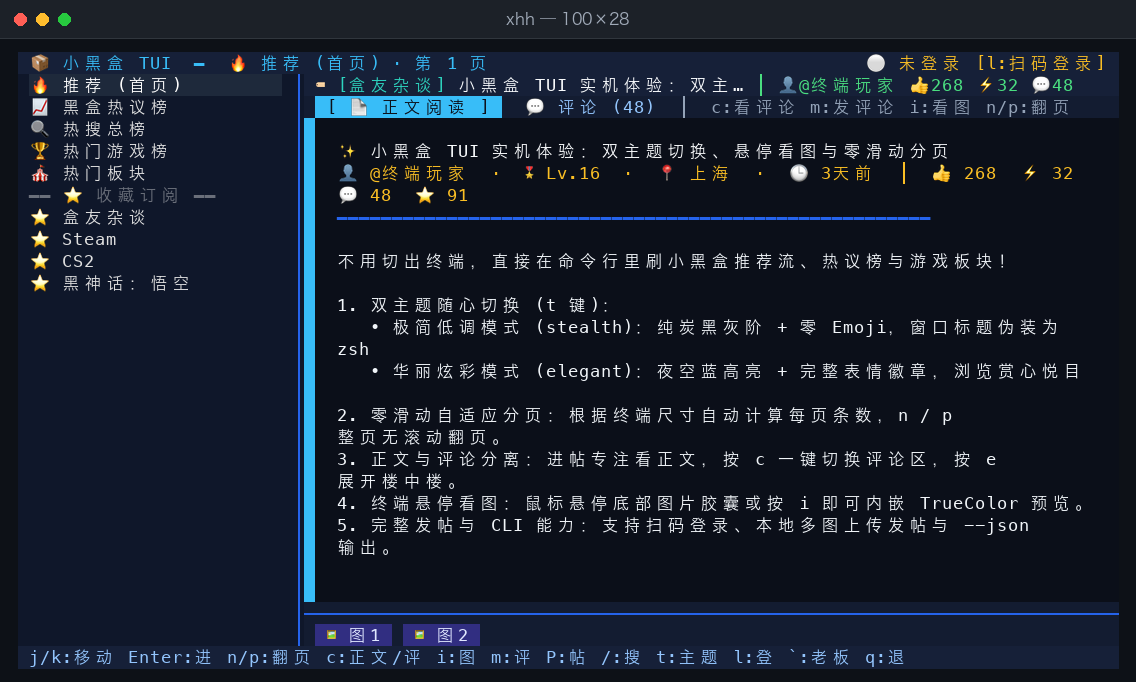 xhh — 100×28
📦 小黑盒 TUI — 🔥 推荐 (首页) · 第 1 页 ⚪ 未登录 [l:扫码登录]
🔥 推荐 (首页)
📈 黑盒热议榜
🔍 热搜总榜
🏆 热门游戏榜
🎪 热门板块
── ⭐ 收藏订阅 ──
⭐ 盒友杂谈
⭐ Steam
⭐ CS2
⭐ 黑神话: 悟空
[盒友杂谈] 小黑盒 TUI 实机体验: 双主… │ 👤@终端玩家 👍268 ⚡32 💬48
[ 📄 正文阅读 ] 💬 评论 (48) │ c:看评论 m:发评论 i:看图 n/p:翻页
✨ 小黑盒 TUI 实机体验: 双主题切换、悬停看图与零滑动分页
👤 @终端玩家 · 🎖 Lv.16 · 📍 上海 · 🕒 3天前 │ 👍 268 ⚡ 32
💬 48 ⭐ 91
不用切出终端, 直接在命令行里刷小黑盒推荐流、热议榜与游戏板块!
1. 双主题随心切换 (t 键):
• 极简低调模式 (stealth): 纯炭黑灰阶 + 零 Emoji, 窗口标题伪装为
zsh
• 华丽炫彩模式 (elegant): 夜空蓝高亮 + 完整表情徽章, 浏览赏心悦目
2. 零滑动自适应分页: 根据终端尺寸自动计算每页条数, n / p
整页无滚动翻页。
3. 正文与评论分离: 进帖专注看正文, 按 c 一键切换评论区, 按 e
展开楼中楼。
4. 终端悬停看图: 鼠标悬停底部图片胶囊或按 i 即可内嵌 TrueColor 预览。
5. 完整发帖与 CLI 能力: 支持扫码登录、本地多图上传发帖与 --json
输出。
🖼 图1 🖼 图2
j/k:移动 Enter:进 n/p:翻页 c:正文/评 i:图 m:评 P:帖 /:搜 t:主题 l:登 `:老板 q:退